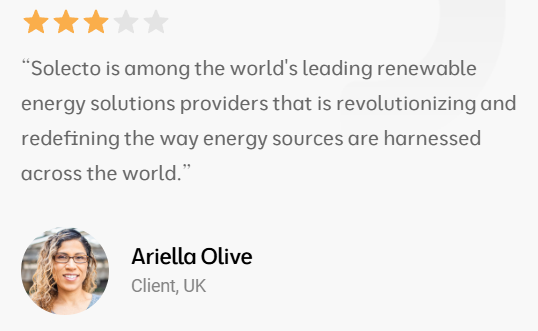 “Solecto is among the world's leading renewable
energy solutions providers that is revolutionizing and
redefining the way energy sources are harnessed
across the world.”
Ariella Olive
Client, UK